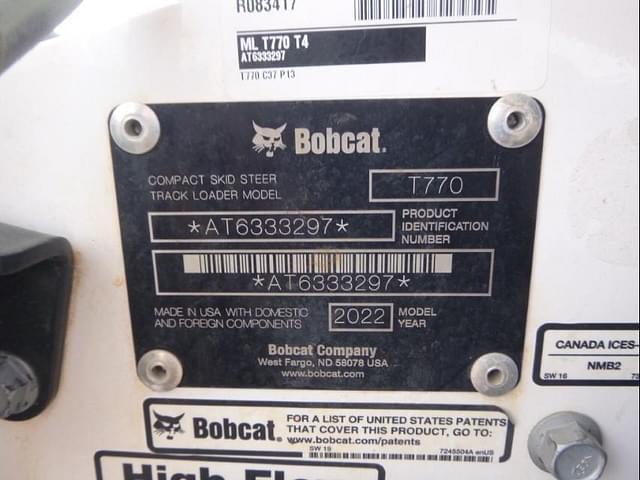 R083417
ML T770 T4
AT6333297
T770 C37 P13
Bobcat.
COMPACT SKID STEER
TRACK LOADER MODEL
T770
*AT6333297*
PRODUCT
IDENTIFICATION
NUMBER
*AT6333297*
MADE IN USA WITH DOMESTIC
AND FOREIGN COMPONENTS
2022
MODEL
YEAR
Bobcat Company
West Fargo, ND 58078 USA
www.bobcat.com
CANADA ICES-
NMB2
SW 16
73
Bobcat.
FOR A LIST OF UNITED STATES PATENTS
THAT COVER THIS PRODUCT, GO TO:
www.bobcat.com/patents
SW 19
7245504A enUS
High Flow